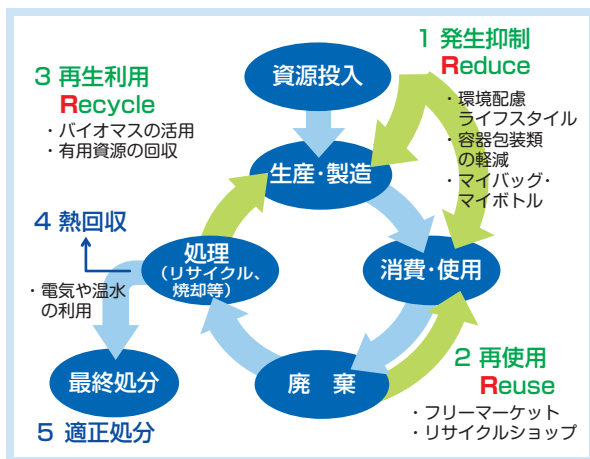 1 発生抑制
Reduce
・環境配慮
ライフスタイル
・容器包装類
の軽減
・マイバッグ・
マイボトル
3 再生利用
Recycle
・バイオマスの活用
・有用資源の回収
資源投入
生産・製造
4 熱回収
・電気や温水
の利用
処理
（リサイクル、
焼却等）
消費・使用
最終処分
5 適正処分
廃 棄
2 再使用
Reuse
・フリーマーケット
・リサイクルショップ